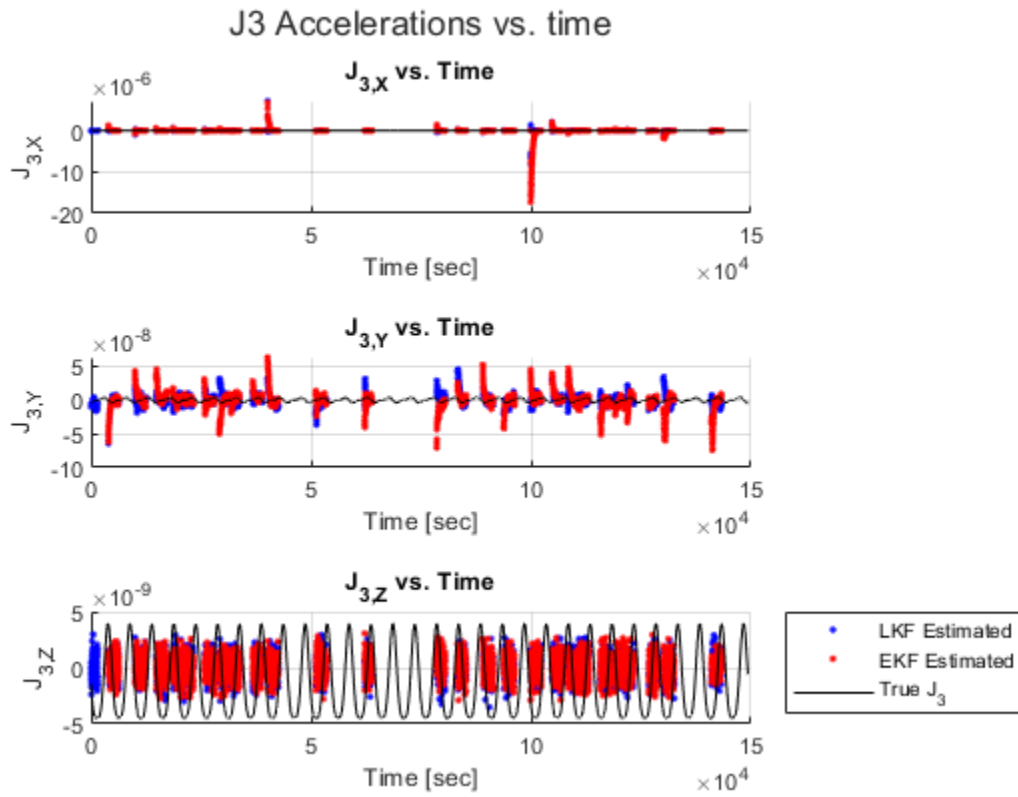 J3 Accelerations vs. time
J3,X vs. Time
×10-6
0
-10
-20
J3,X
0
5
10
15
Time [sec]
×104
J3,Y vs. Time
×10-8
5
0
-5
-10
J3,Y
0
5
10
15
Time [sec]
×104
J3,Z vs. Time
×10-9
5
0
-5
J3,Z
0
5
10
15
Time [sec]
×104
LKF Estimated
EKF Estimated
True J3